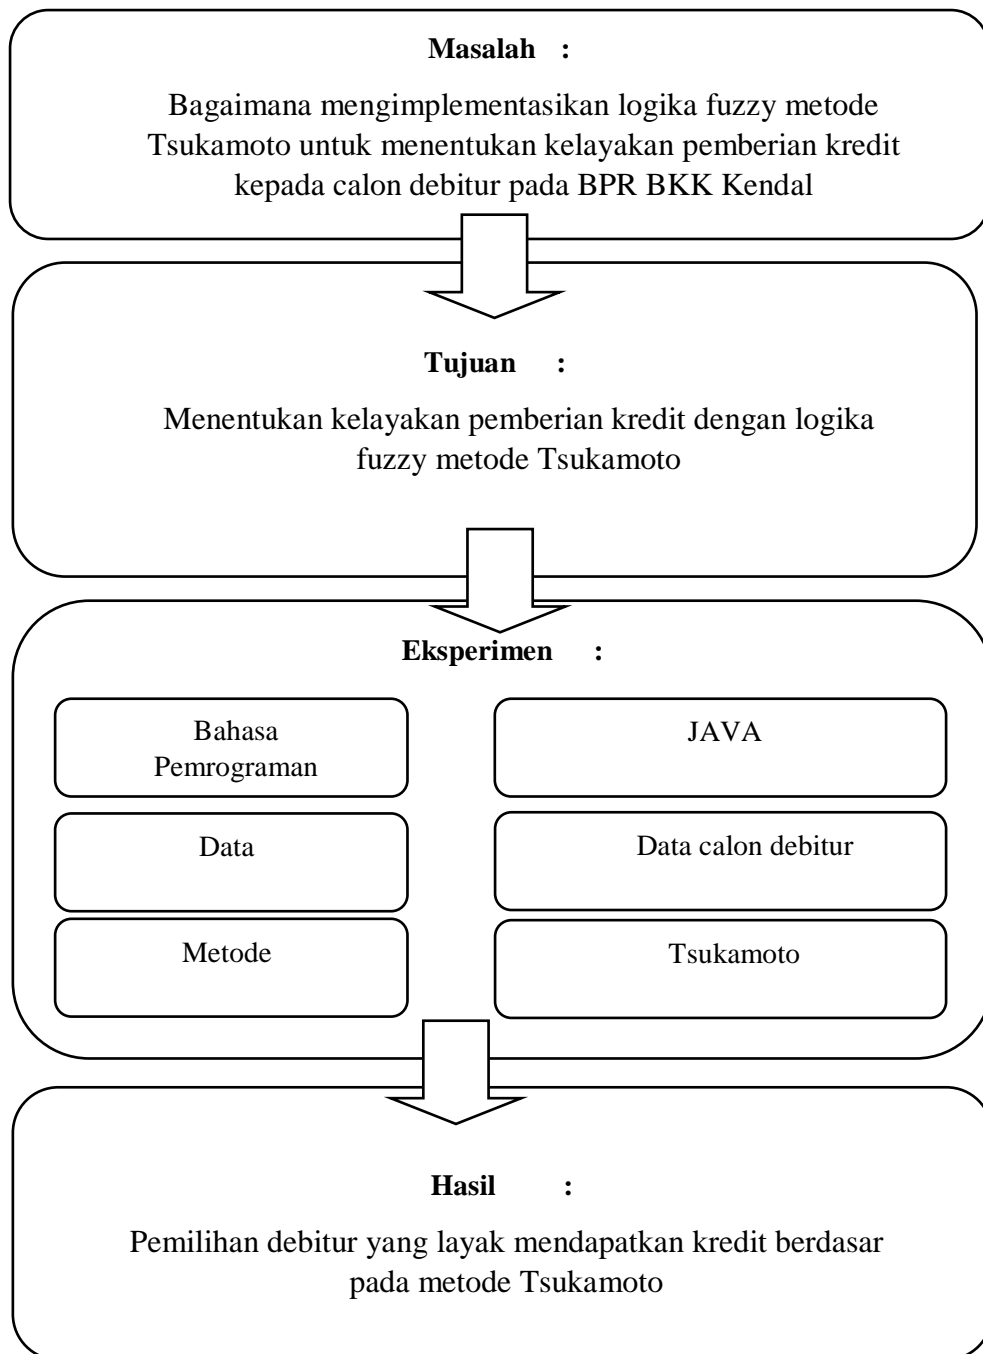 Masalah :
Bagaimana mengimplementasikan logika fuzzy metode
Tsukamoto untuk menentukan kelayakan pemberian kredit
kepada calon debitur pada BPR BKK Kendal
Tujuan :
Menentukan kelayakan pemberian kredit dengan logika
fuzzy metode Tsukamoto
Eksperimen :
Bahasa
Pemrograman
JAVA
Data
Data calon debitur
Metode
Tsukamoto
Hasil :
Pemilihan debitur yang layak mendapatkan kredit berdasar
pada metode Tsukamoto